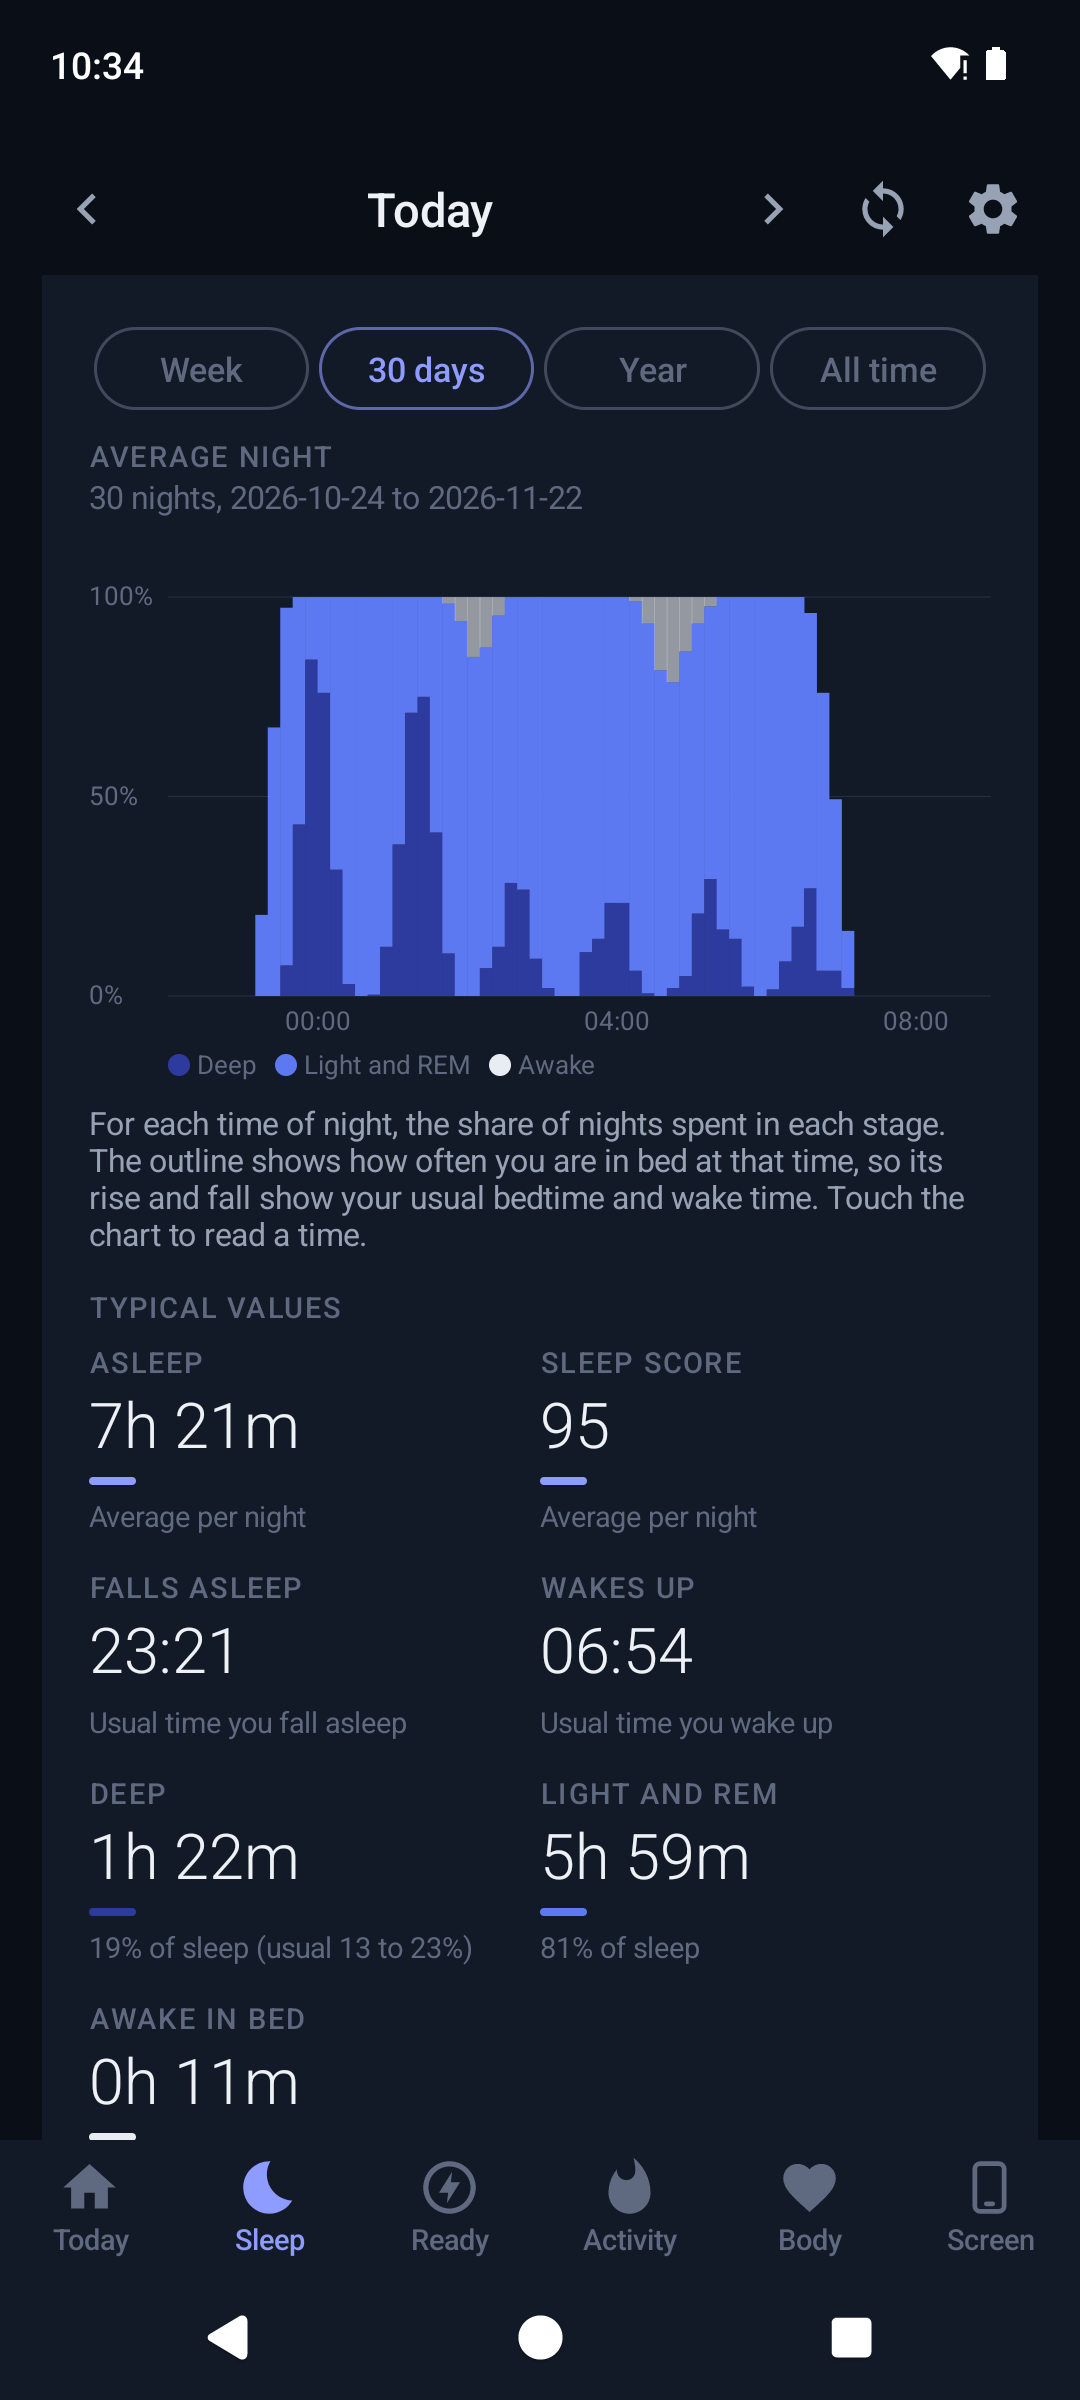 10:34
Today
Week
30 days
Year
All time
AVERAGE NIGHT
30 nights, 2026-10-24 to 2026-11-22
100%
50%
0%
00:00
04:00
08:00
Deep
Light and REM
Awake
For each time of night, the share of nights spent in each stage.
The outline shows how often you are in bed at that time, so its
rise and fall show your usual bedtime and wake time. Touch the
chart to read a time.
TYPICAL VALUES
ASLEEP
7h 21m
Average per night
SLEEP SCORE
95
Average per night
FALLS ASLEEP
23:21
Usual time you fall asleep
WAKES UP
06:54
Usual time you wake up
DEEP
1h 22m
19% of sleep (usual 13 to 23%)
LIGHT AND REM
5h 59m
81% of sleep
AWAKE IN BED
0h 11m
Today
Sleep
Ready
Activity
Body
Screen